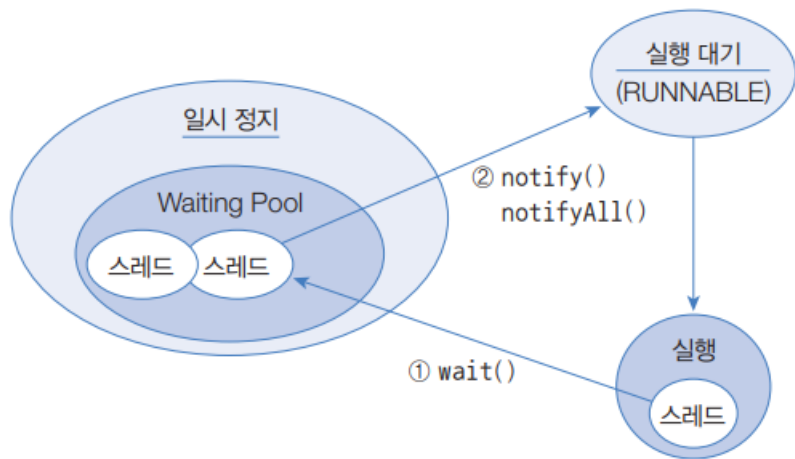 실행 대기
(RUNNABLE)
일시 정지
Waiting Pool
스레드
스레드
② notify()
notifyAll()
① wait()
실행
스레드